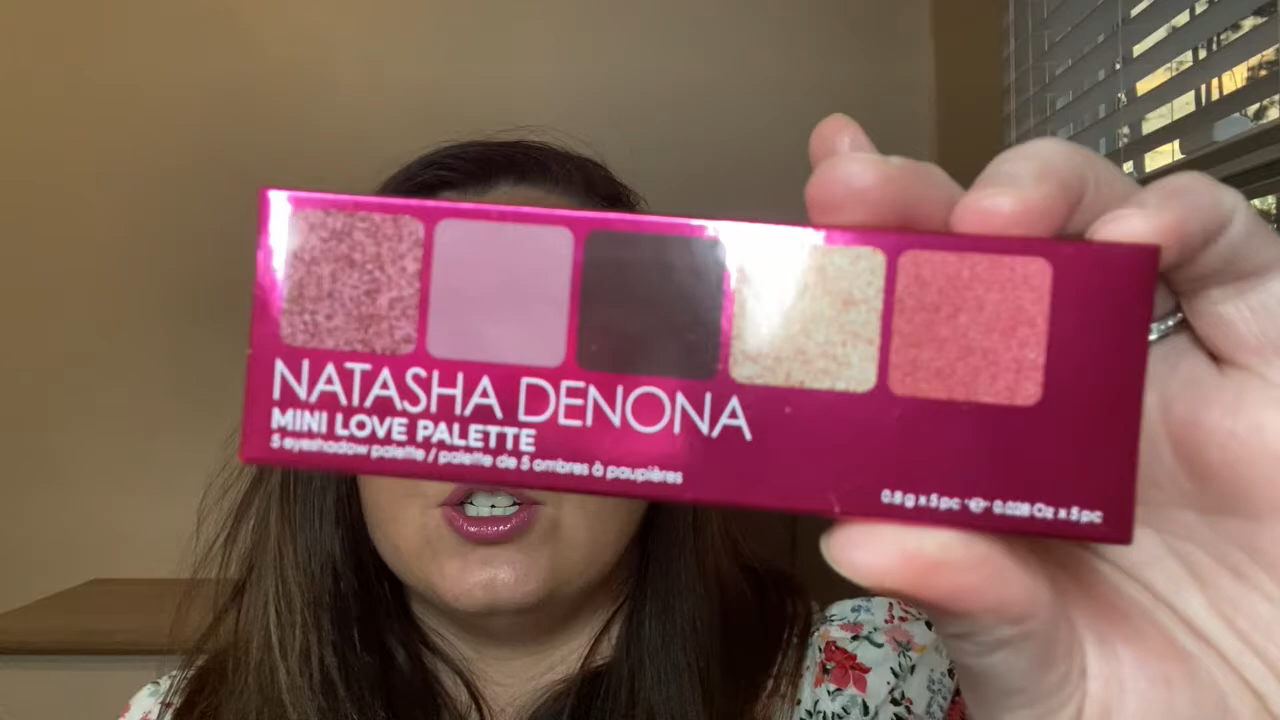 NATASHA DENONA
MINI LOVE PALETTE
5 eyeshadow palette / palette de 5 ombres à paupières
0.8 g x 5 pc "℮" 0.028 Oz x 5 pc